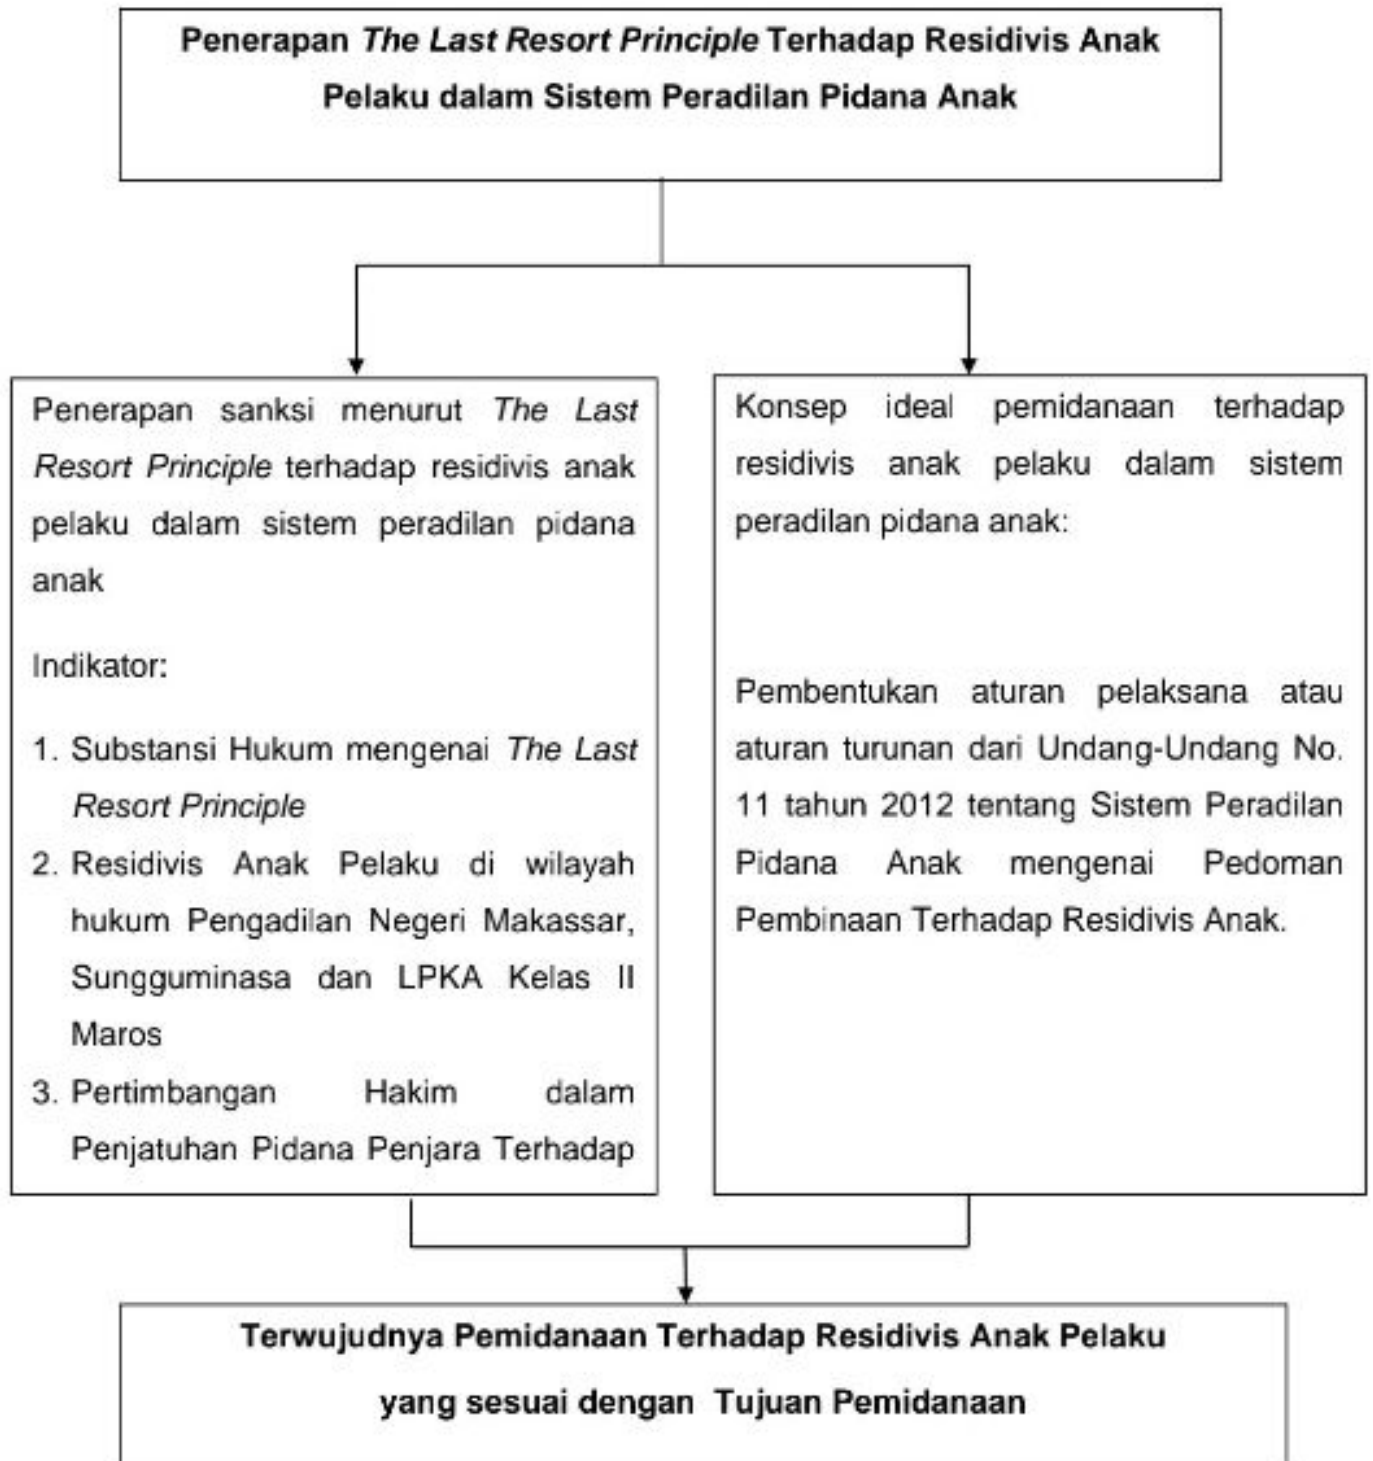 Penerapan The Last Resort Principle Terhadap Residivis Anak
Pelaku dalam Sistem Peradilan Pidana Anak
Penerapan sanksi menurut The Last
Resort Principle terhadap residivis anak
pelaku dalam sistem peradilan pidana
anak
Indikator:
1. Substansi Hukum mengenai The Last
Resort Principle
2. Residivis Anak Pelaku di wilayah
hukum Pengadilan Negeri Makassar,
Sungguminasa dan LPKA Kelas II
Maros
3. Pertimbangan Hakim dalam
Penjatuhan Pidana Penjara Terhadap
Konsep ideal pemidanaan terhadap
residivis anak pelaku dalam sistem
peradilan pidana anak:
Pembentukan aturan pelaksana atau
aturan turunan dari Undang-Undang No.
11 tahun 2012 tentang Sistem Peradilan
Pidana Anak mengenai Pedoman
Pembinaan Terhadap Residivis Anak.
Terwujudnya Pemidanaan Terhadap Residivis Anak Pelaku
yang sesuai dengan Tujuan Pemidanaan